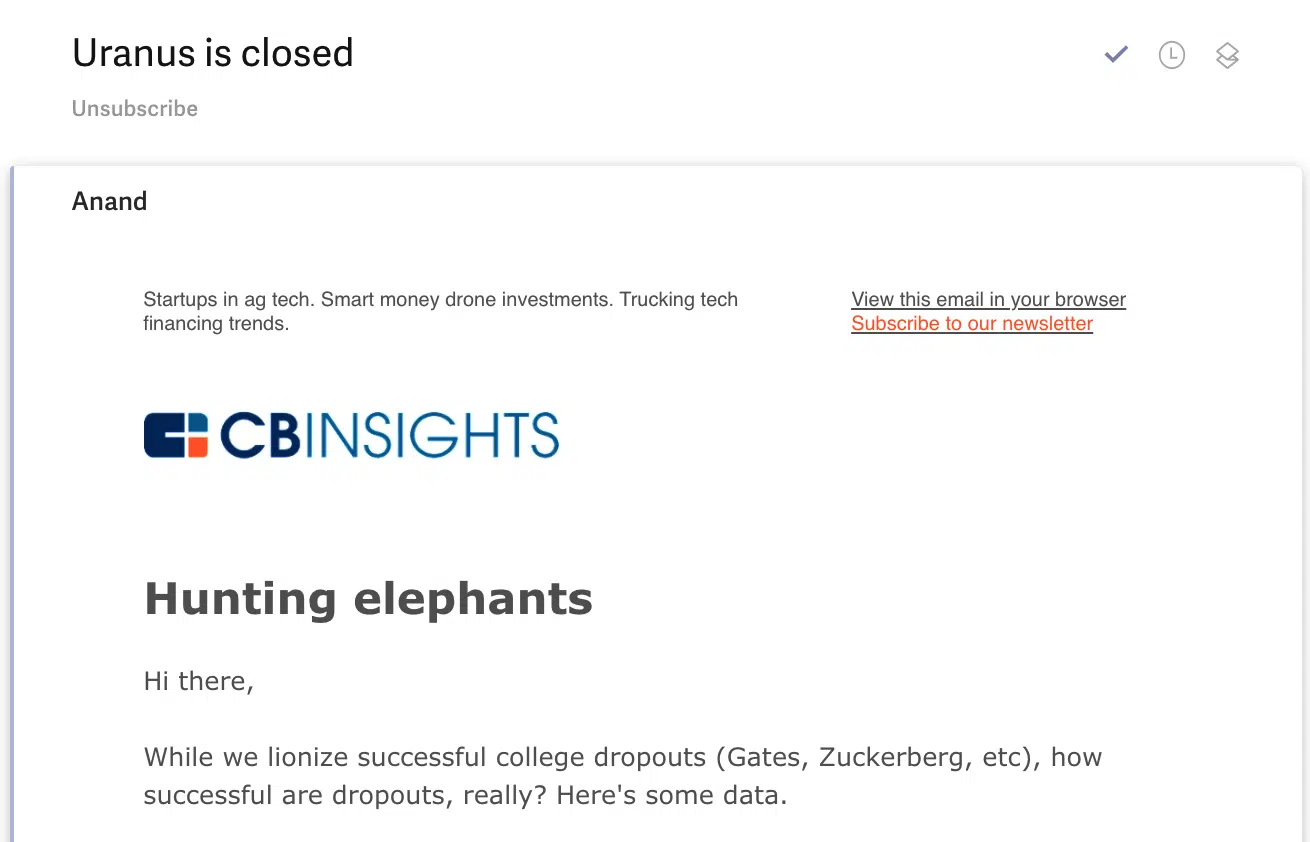 Uranus is closed
Unsubscribe
Anand
Startups in ag tech. Smart money drone investments. Trucking tech
financing trends.
View this email in your browser
Subscribe to our newsletter
CBINSIGHTS
Hunting elephants
Hi there,
While we lionize successful college dropouts (Gates, Zuckerberg, etc), how
successful are dropouts, really? Here's some data.